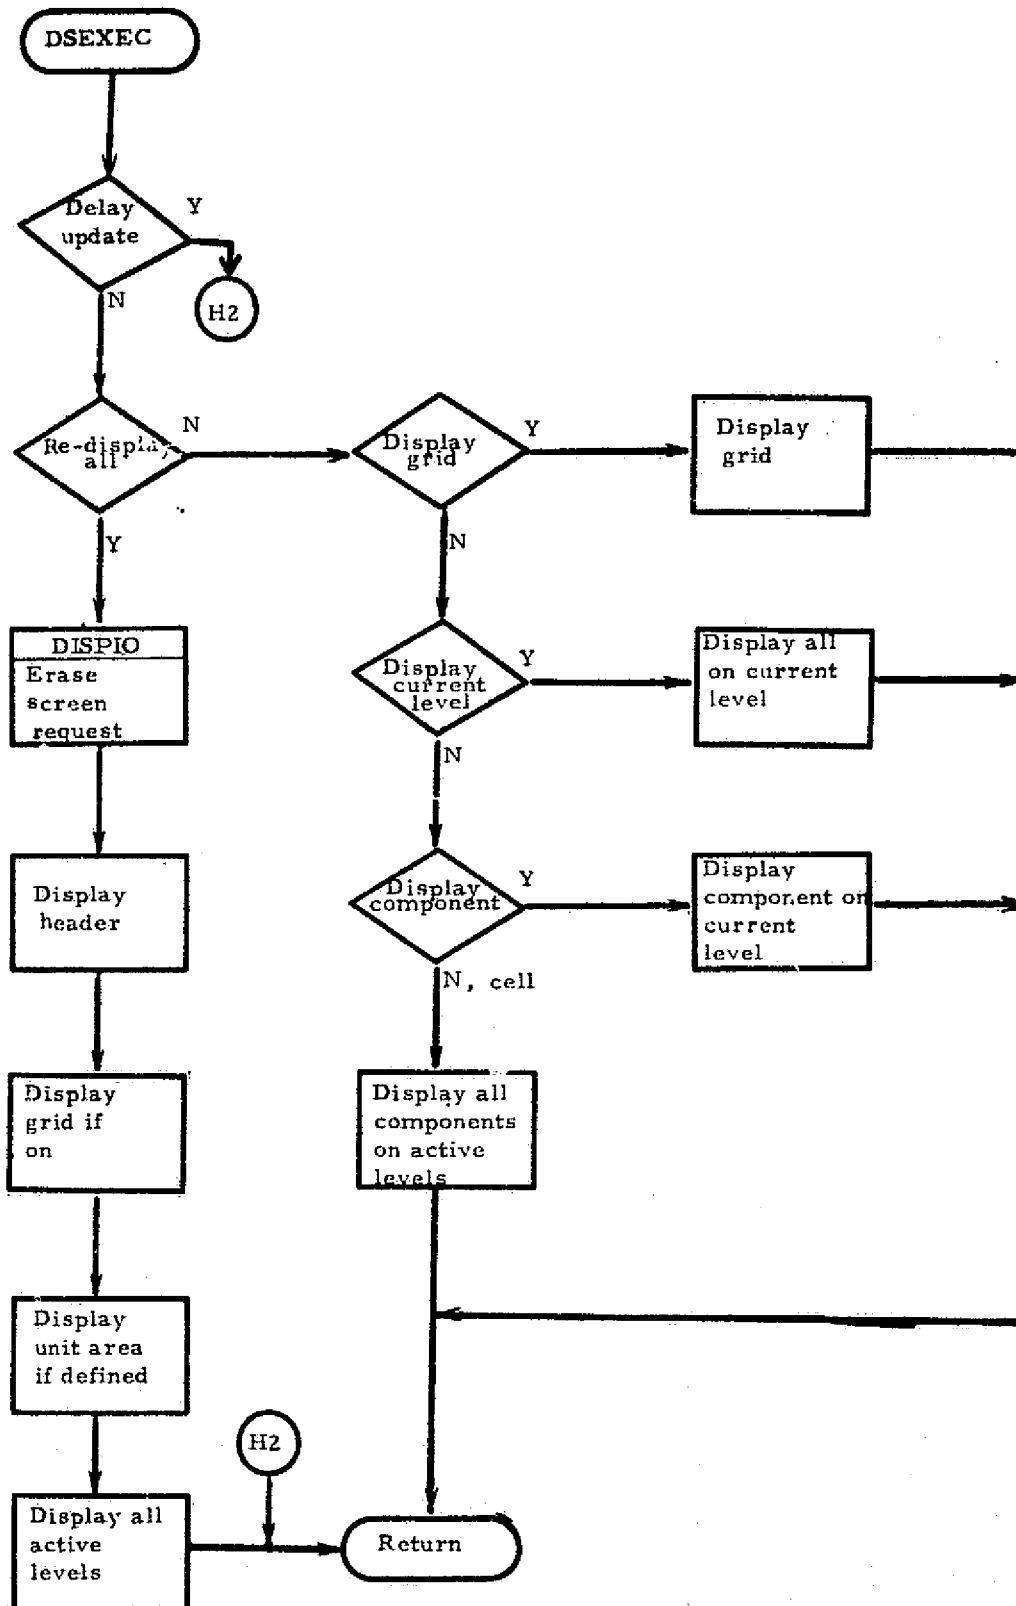 DSEXEC
Delay
update
Y
N
H2
Re-display
all
N
Y
Display
grid
Y
N
Display
grid
DISPIO
Erase
screen
request
Display
current
level
Y
N
Display all
on current
level
Display
header
Display
component
Y
N, cell
Display
component on
current
level
Display
grid if
on
Display all
components
on active
levels
Display
unit area
if defined
H2
Display all
active
levels
Return